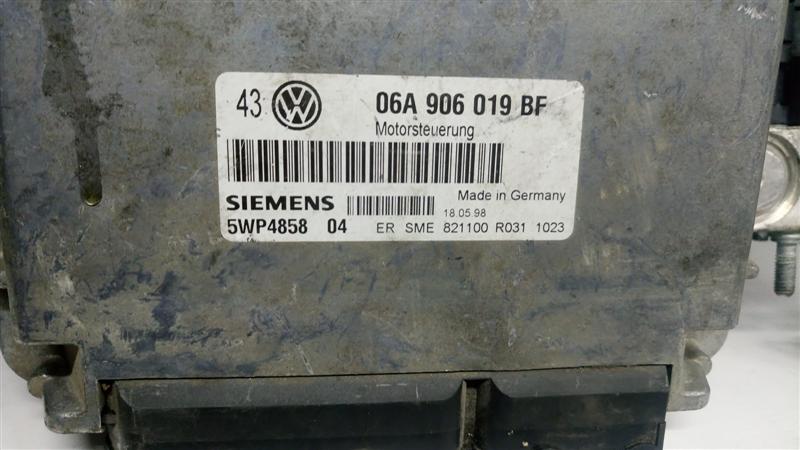 43 06A 906 019 BF
Motorsteuerung
SIEMENS Made in Germany
18.05.98
5WP4858 04 ER SME 821100 R031 1023